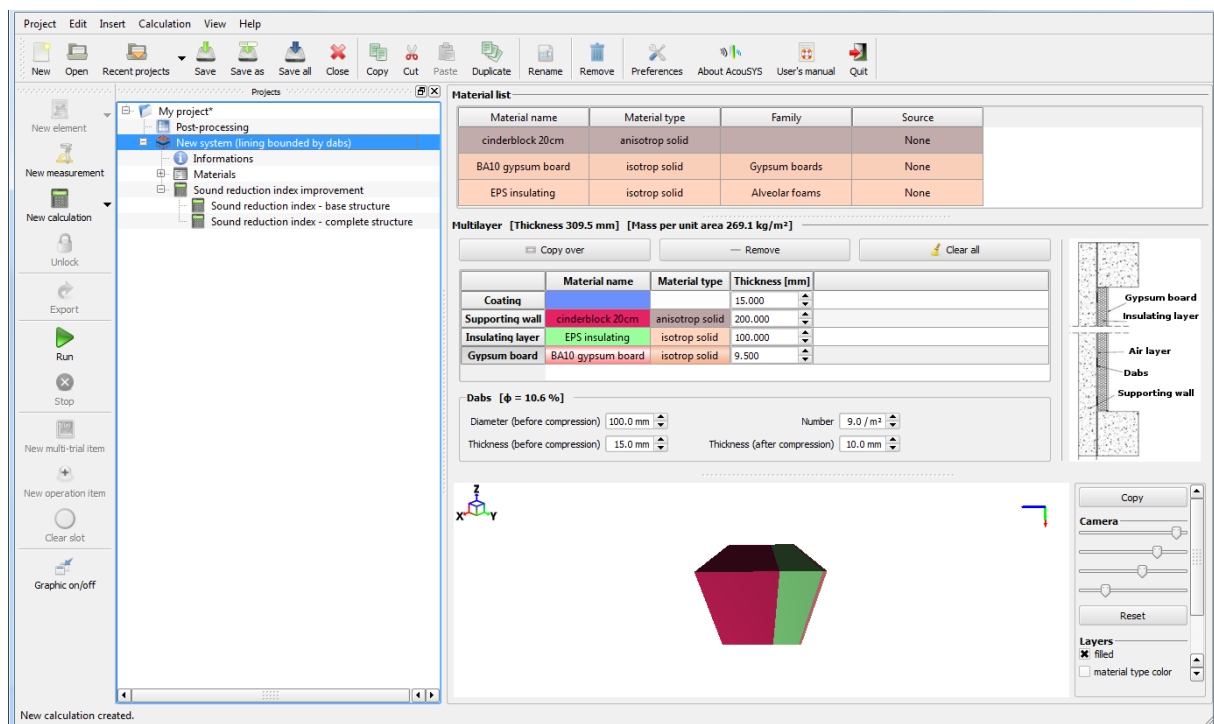 Project Edit Insert Calculation View Help
New Open Recent projects Save Save as Save all Close Copy Cut Paste Duplicate Rename Remove Preferences About AcouSYS User's manual Quit
New element
New measurement
New calculation
Unlock
Export
Run
Stop
New multi-trial item
New operation item
Clear slot
Graphic on/off
Projects
My project*
Post-processing
New system (lining bounded by dabs)
Informations
Materials
Sound reduction index improvement
Sound reduction index - base structure
Sound reduction index - complete structure
Material list
Material name Material type Family Source
cinderblock 20cm anisotrop solid None
BA10 gypsum board isotrop solid Gypsum boards None
EPS insulating isotrop solid Alveolar foams None
Multilayer [Thickness 309.5 mm] [Mass per unit area 269.1 kg/m²]
Copy over Remove Clear all
Material name Material type Thickness [mm]
Coating 15.000
Supporting wall cinderblock 20cm anisotrop solid 200.000
Insulating layer EPS insulating isotrop solid 100.000
Gypsum board BA10 gypsum board isotrop solid 9.500
Dabs [ϕ = 10.6 %]
Diameter (before compression) 100.0 mm Number 9.0 / m²
Thickness (before compression) 15.0 mm Thickness (after compression) 10.0 mm
Gypsum board
Insulating layer
Air layer
Dabs
Supporting wall
Z
X Y
Copy
Camera
Reset
Layers
filled
material type color
New calculation created.